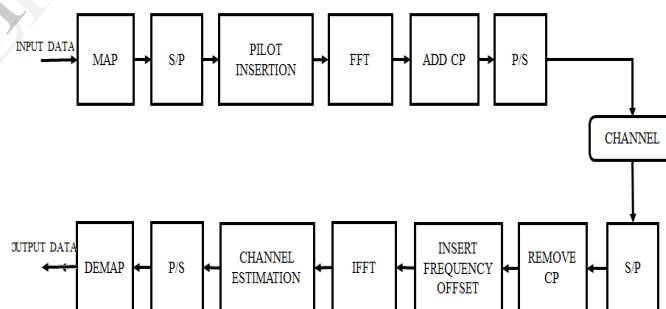 INPUT DATA
MAP
S/P
PILOT
INSERTION
FFT
ADD CP
P/S
CHANNEL
S/P
REMOVE
CP
INSERT
FREQUENCY
OFFSET
IFFT
CHANNEL
ESTIMATION
P/S
DEMAP
OUTPUT DATA